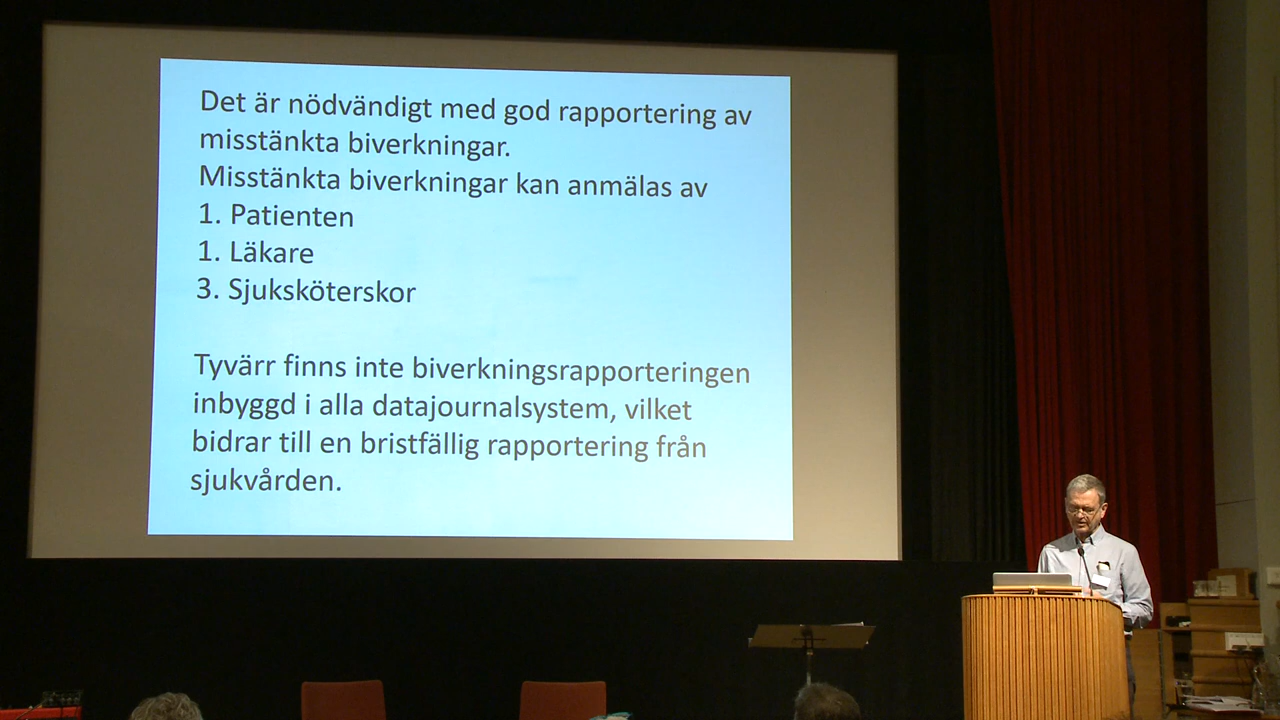 Det är nödvändigt med god rapportering av
misstänkta biverkningar.
Misstänkta biverkningar kan anmälas av
1. Patienten
1. Läkare
3. Sjuksköterskor
Tyvärr finns inte biverkningsrapporteringen
inbyggd i alla datajournalsystem, vilket
bidrar till en bristfällig rapportering från
sjukvården.